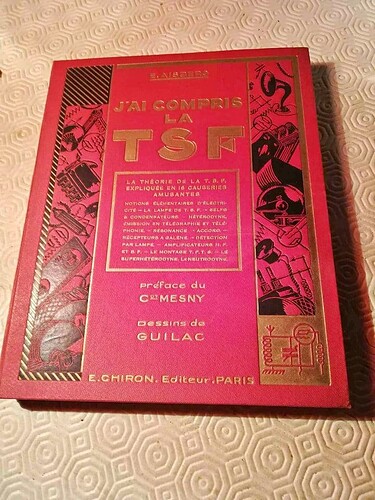 E. AISBERG
J'AI COMPRIS
LA
TSF
LA THÉORIE DE LA T.S.F.
EXPLIQUÉE EN 18 CAUSERIES
AMUSANTES
NOTIONS ÉLÉMENTAIRES D'ÉLECTRI-
CITÉ — LA LAMPE DE T.S.F. — SELFS
& CONDENSATEURS — HÉTÉRODYNE,
ÉMISSION EN TÉLÉGRAPHIE ET TÉLÉ-
PHONIE. — RÉSONANCE — ACCORD. —
RÉCEPTEURS A GALÈNE. — DÉTECTION
PAR LAMPE. — AMPLIFICATEURS H.F.
ET B.F. — LE MONTAGE T.P.T.S. — LE
SUPERHÉTÉRODYNE. LA NEUTRODYNE.
PRÉFACE DU
CDT MESNY
DESSINS DE
GUILAC
E. CHIRON, Editeur, PARIS